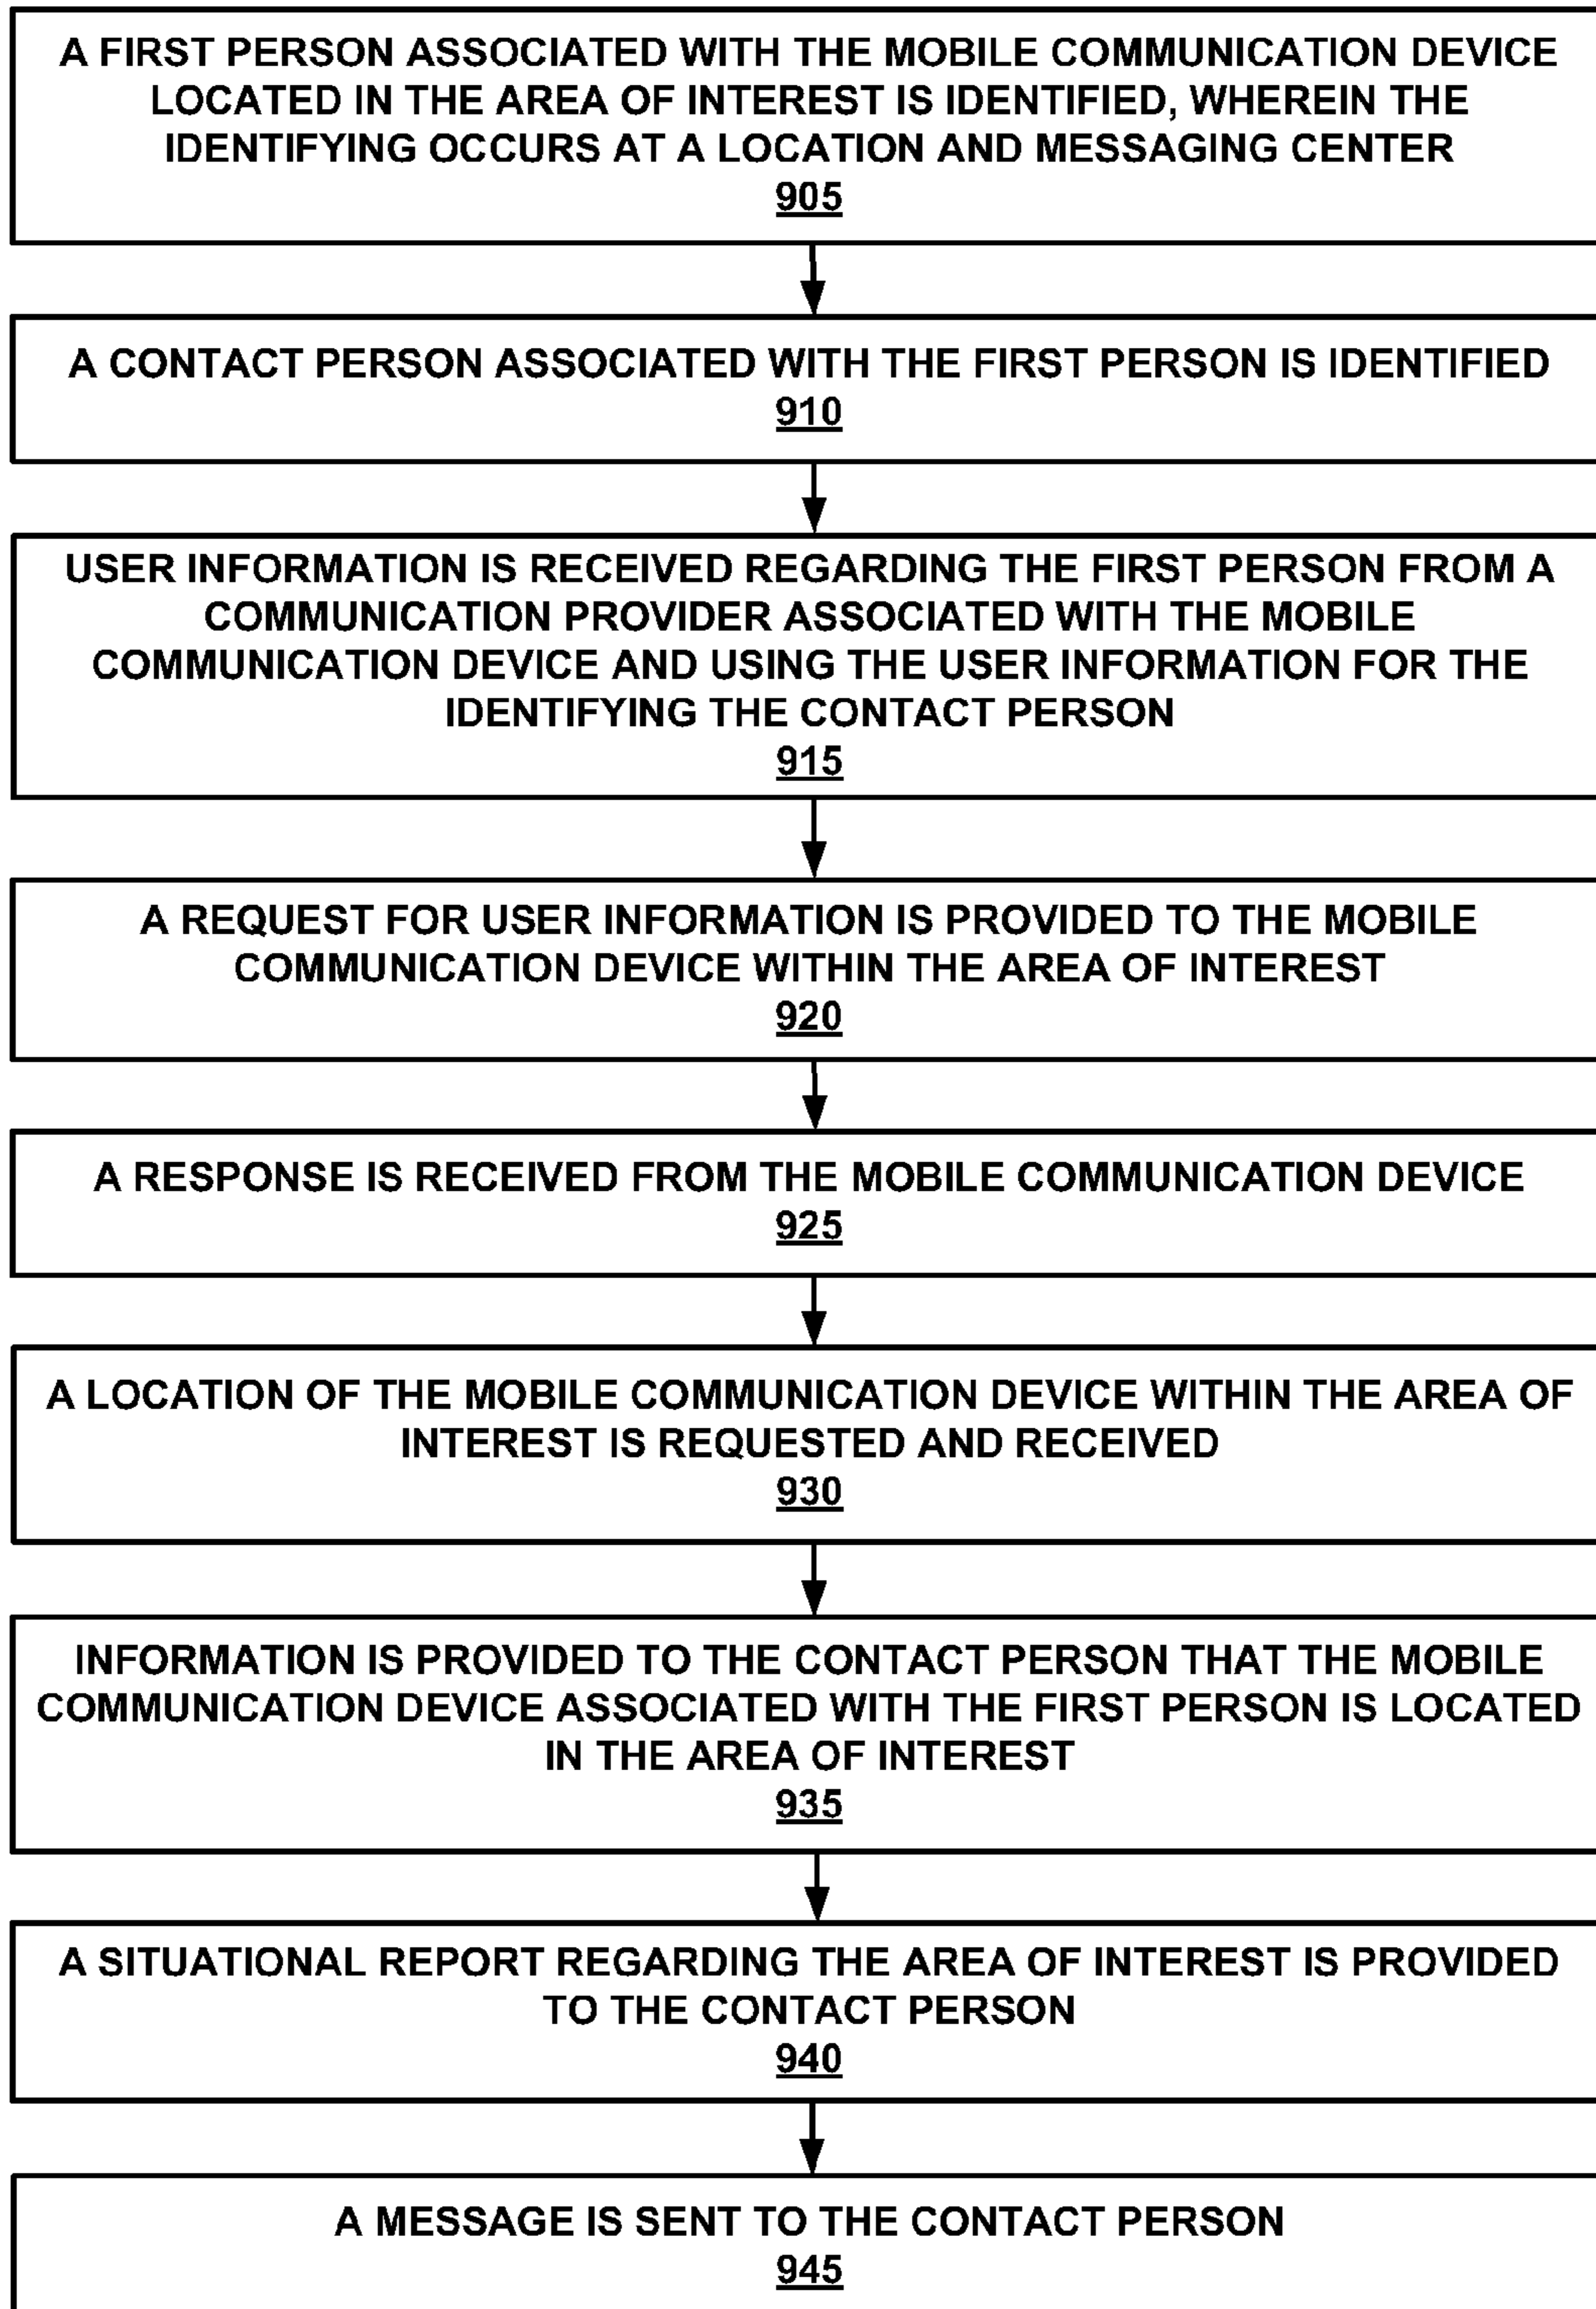 A FIRST PERSON ASSOCIATED WITH THE MOBILE COMMUNICATION DEVICE
LOCATED IN THE AREA OF INTEREST IS IDENTIFIED, WHEREIN THE
IDENTIFYING OCCURS AT A LOCATION AND MESSAGING CENTER
905
A CONTACT PERSON ASSOCIATED WITH THE FIRST PERSON IS IDENTIFIED
910
USER INFORMATION IS RECEIVED REGARDING THE FIRST PERSON FROM A
COMMUNICATION PROVIDER ASSOCIATED WITH THE MOBILE
COMMUNICATION DEVICE AND USING THE USER INFORMATION FOR THE
IDENTIFYING THE CONTACT PERSON
915
A REQUEST FOR USER INFORMATION IS PROVIDED TO THE MOBILE
COMMUNICATION DEVICE WITHIN THE AREA OF INTEREST
920
A RESPONSE IS RECEIVED FROM THE MOBILE COMMUNICATION DEVICE
925
A LOCATION OF THE MOBILE COMMUNICATION DEVICE WITHIN THE AREA OF
INTEREST IS REQUESTED AND RECEIVED
930
INFORMATION IS PROVIDED TO THE CONTACT PERSON THAT THE MOBILE
COMMUNICATION DEVICE ASSOCIATED WITH THE FIRST PERSON IS LOCATED
IN THE AREA OF INTEREST
935
A SITUATIONAL REPORT REGARDING THE AREA OF INTEREST IS PROVIDED
TO THE CONTACT PERSON
940
A MESSAGE IS SENT TO THE CONTACT PERSON
945